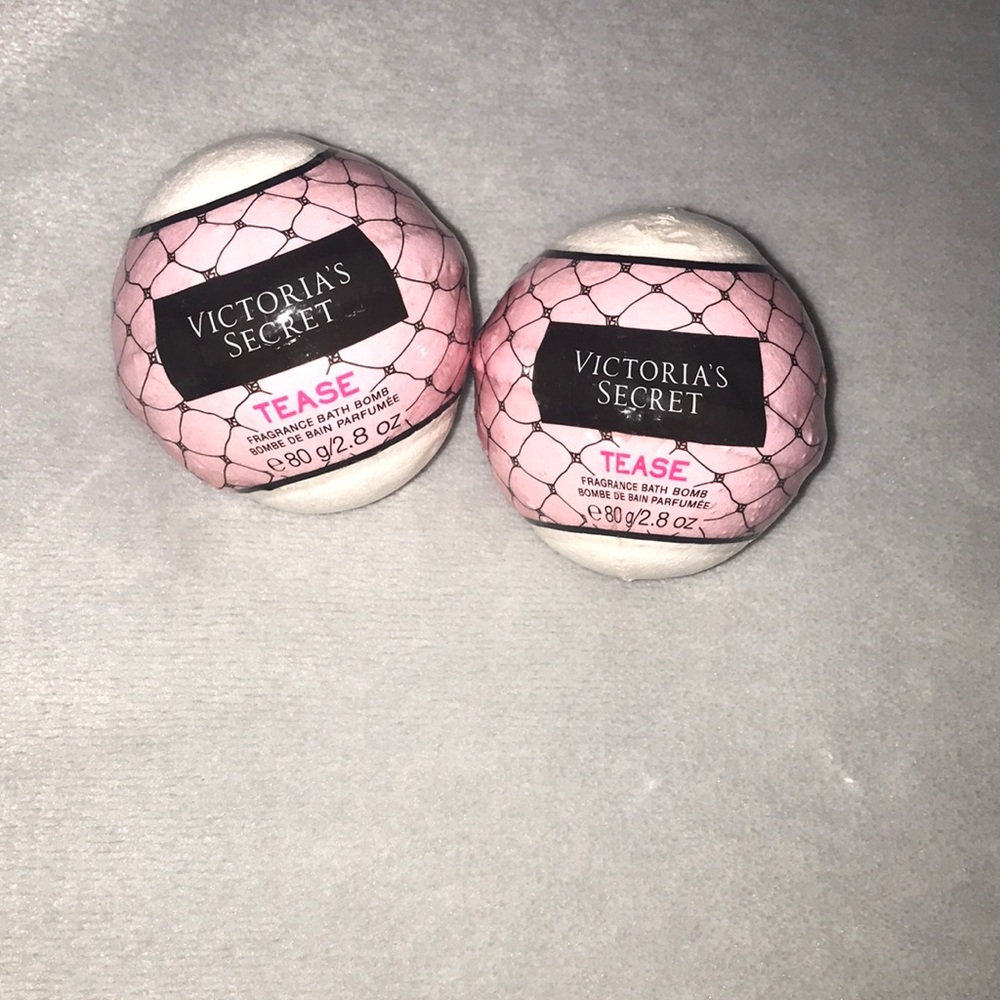 VICTORIA'S
SECRET
TEASE
FRAGRANCE BATH BOMB
BOMBE DE BAIN PARFUMÉE
℮ 80 g/2.8 oz
VICTORIA'S
SECRET
TEASE
FRAGRANCE BATH BOMB
BOMBE DE BAIN PARFUMÉE
℮ 80 g/2.8 oz